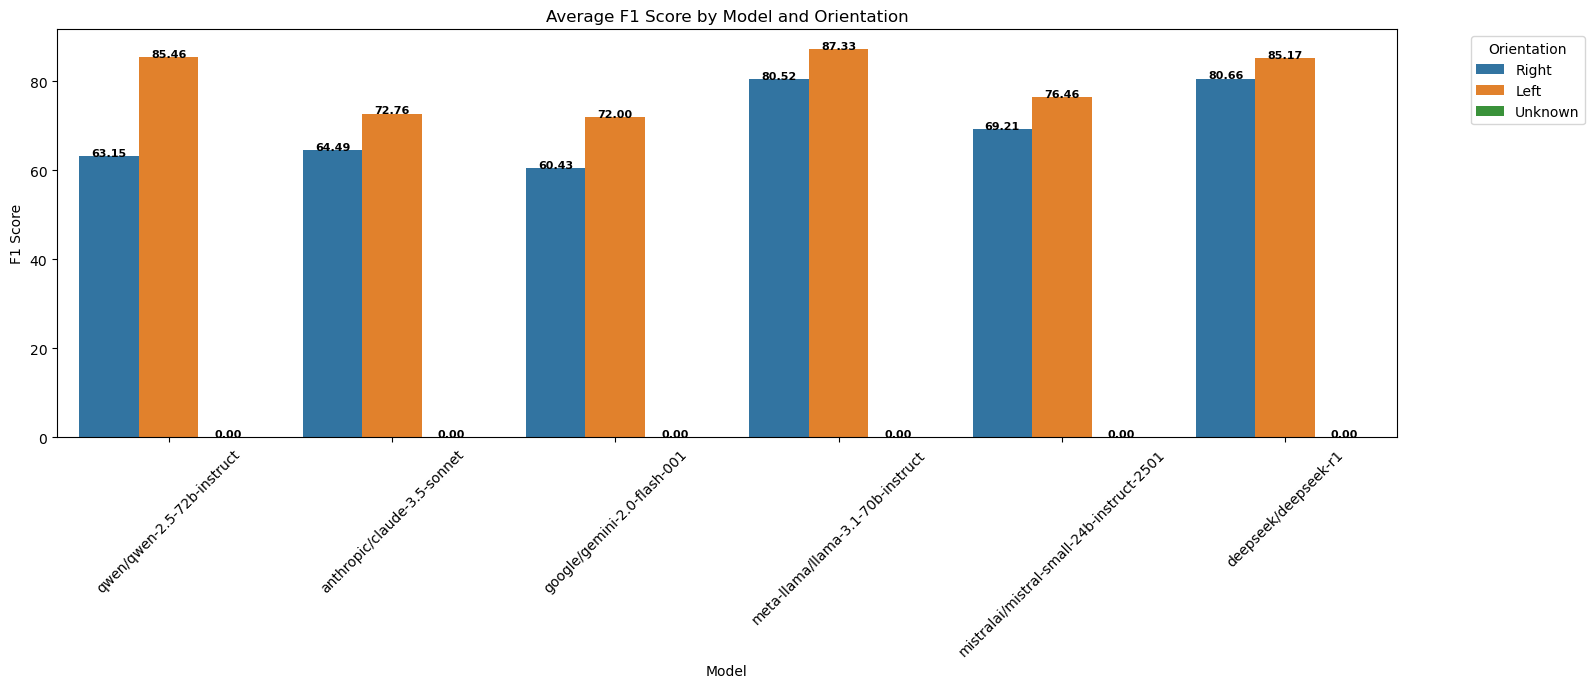 Average F1 Score by Model and Orientation
Orientation
Right
Left
Unknown
F1 Score
80
60
40
20
0
63.15
85.46
0.00
64.49
72.76
0.00
60.43
72.00
0.00
80.52
87.33
0.00
69.21
76.46
0.00
80.66
85.17
0.00
qwen/qwen-2.5-72b-instruct
anthropic/claude-3.5-sonnet
google/gemini-2.0-flash-001
meta-llama/llama-3.1-70b-instruct
mistralai/mistral-small-24b-instruct-2501
deepseek/deepseek-r1
Model